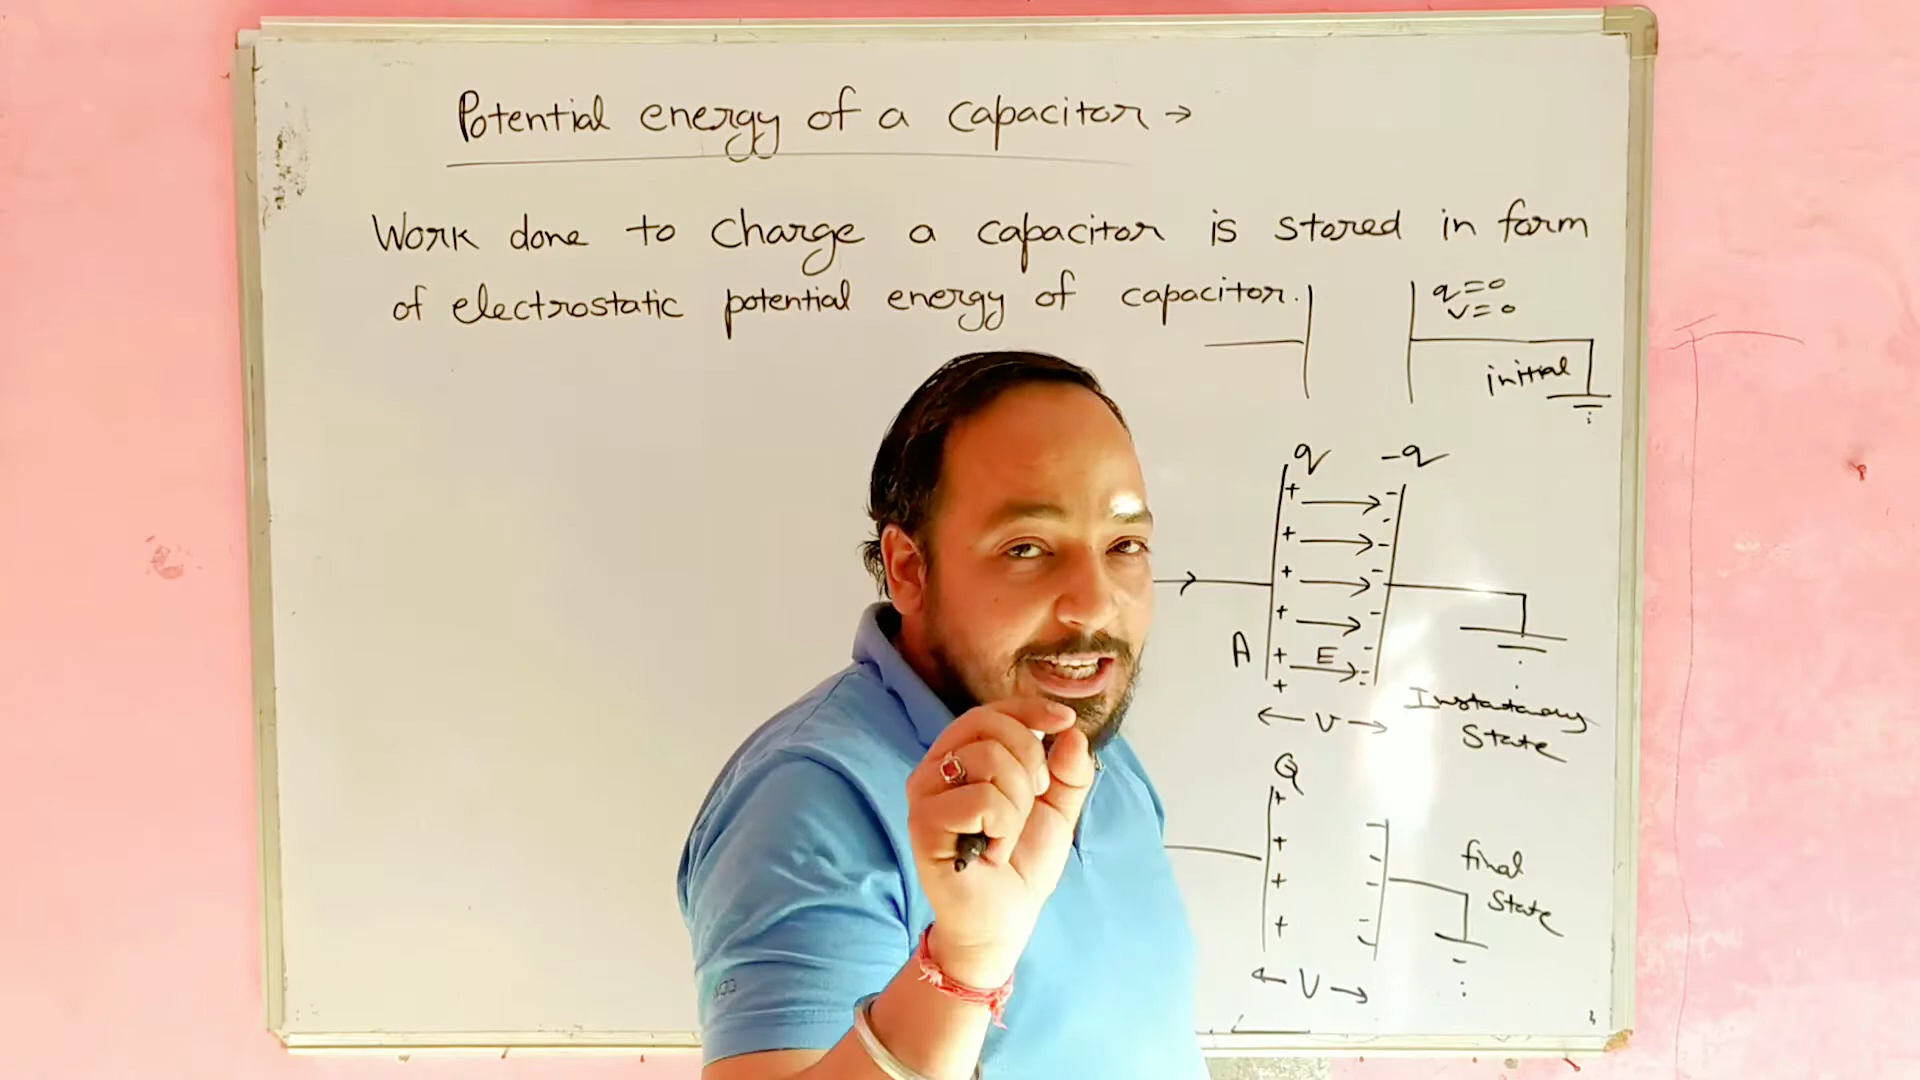 Potential energy of a capacitor →
Work done to charge a capacitor is stored in form
of electrostatic potential energy of capacitor.
q=0
v=0
initial
q -q
A
E
← v →
State
Q
final
State
← V →